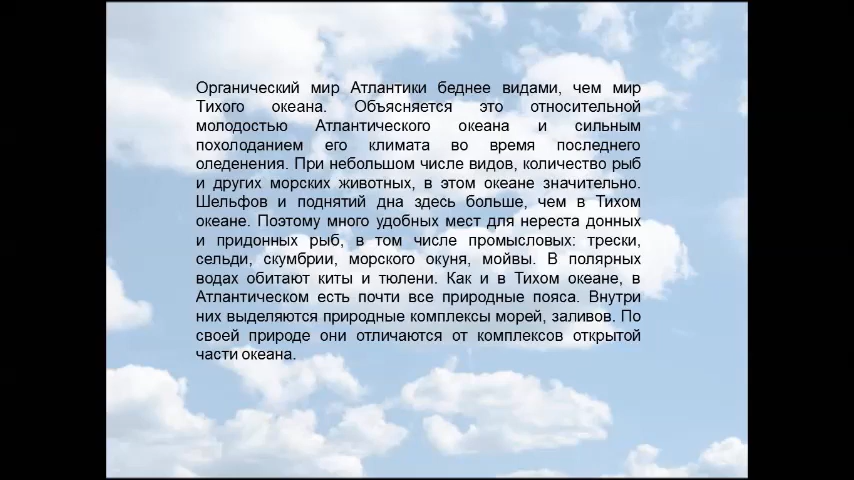 Органический мир Атлантики беднее видами, чем мир
Тихого океана. Объясняется это относительной
молодостью Атлантического океана и сильным
похолоданием его климата во время последнего
оледенения. При небольшом числе видов, количество рыб
и других морских животных, в этом океане значительно.
Шельфов и поднятий дна здесь больше, чем в Тихом
океане. Поэтому много удобных мест для нереста донных
и придонных рыб, в том числе промысловых: трески,
сельди, скумбрии, морского окуня, мойвы. В полярных
водах обитают киты и тюлени. Как и в Тихом океане, в
Атлантическом есть почти все природные пояса. Внутри
них выделяются природные комплексы морей, заливов. По
своей природе они отличаются от комплексов открытой
части океана.